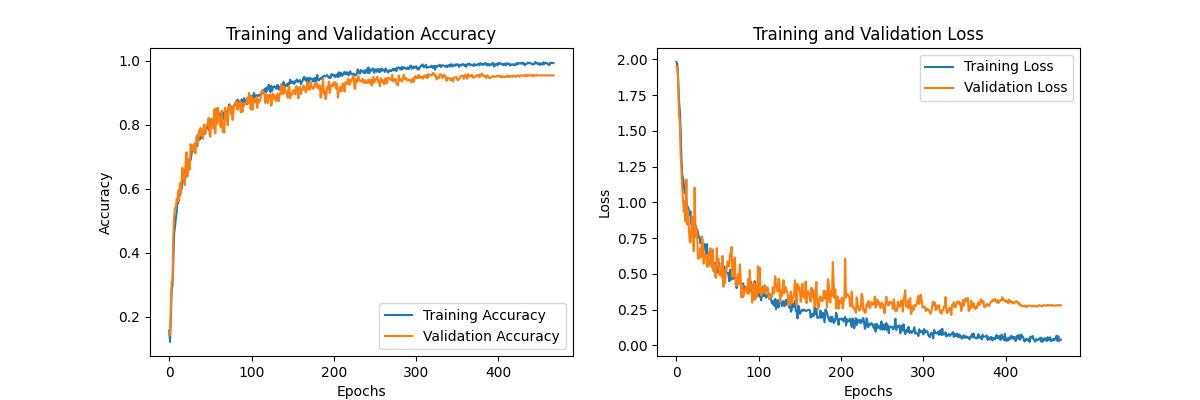 Training and Validation Accuracy
1.0
0.8
0.6
0.4
0.2
Accuracy
0
100
200
300
400
Epochs
Training Accuracy
Validation Accuracy
Training and Validation Loss
2.00
1.75
1.50
1.25
1.00
0.75
0.50
0.25
0.00
Loss
0
100
200
300
400
Epochs
Training Loss
Validation Loss